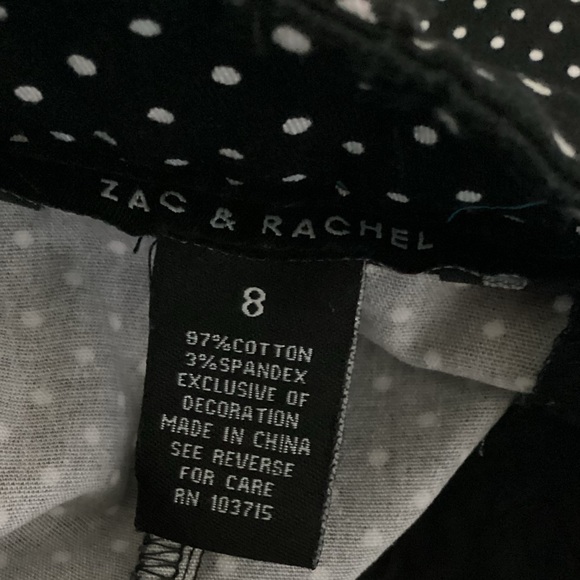 ZAC & RACHEL
8
97%COTTON
3%SPANDEX
EXCLUSIVE OF
DECORATION
MADE IN CHINA
SEE REVERSE
FOR CARE
RN 103715